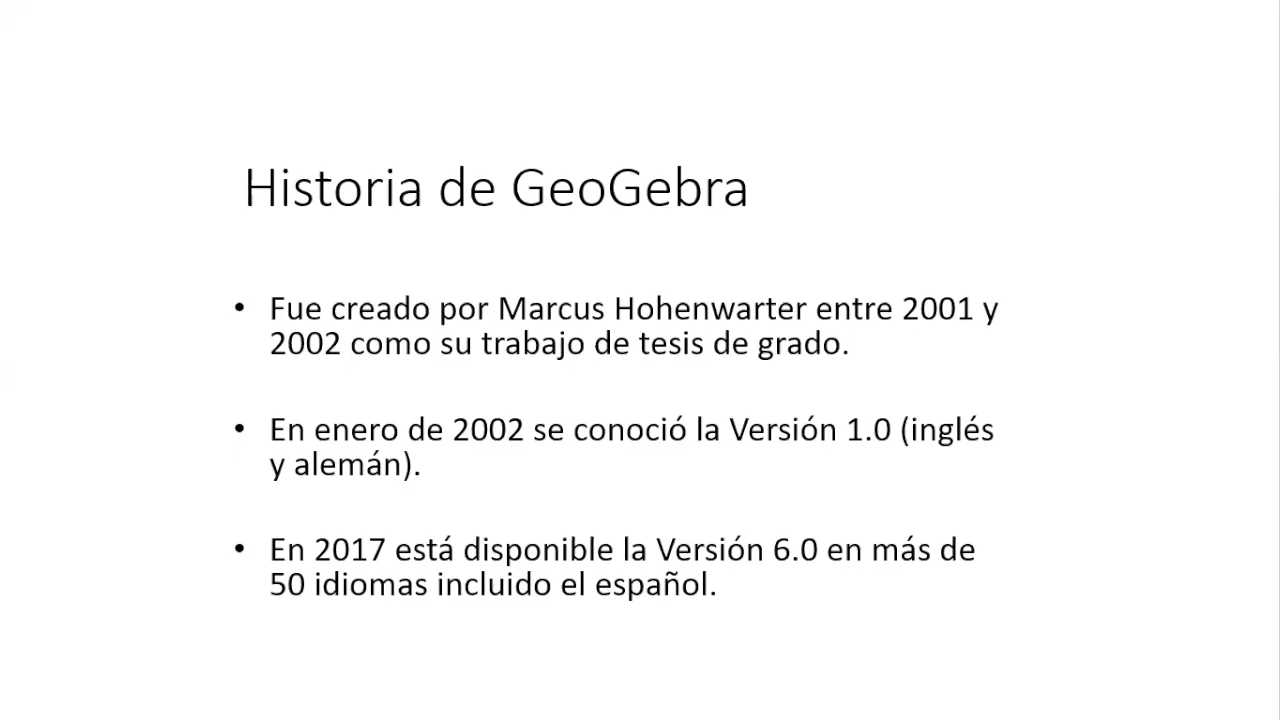 Historia de GeoGebra
• Fue creado por Marcus Hohenwarter entre 2001 y
2002 como su trabajo de tesis de grado.
• En enero de 2002 se conoció la Versión 1.0 (inglés
y alemán).
• En 2017 está disponible la Versión 6.0 en más de
50 idiomas incluido el español.